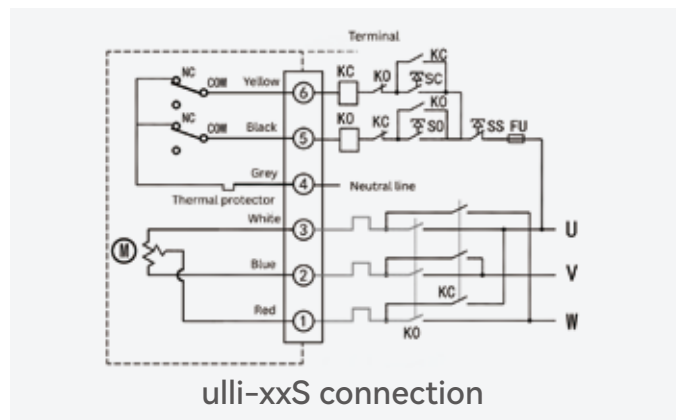 Terminal
KC
NC
COM
Yellow
6
KC
KO
SC
KO
NC
COM
Black
5
KO
KC
SO
SS
FU
Grey
4
Neutral line
Thermal protector
White
3
U
M
Blue
2
V
KC
Red
1
W
KO
ulli-xxS connection